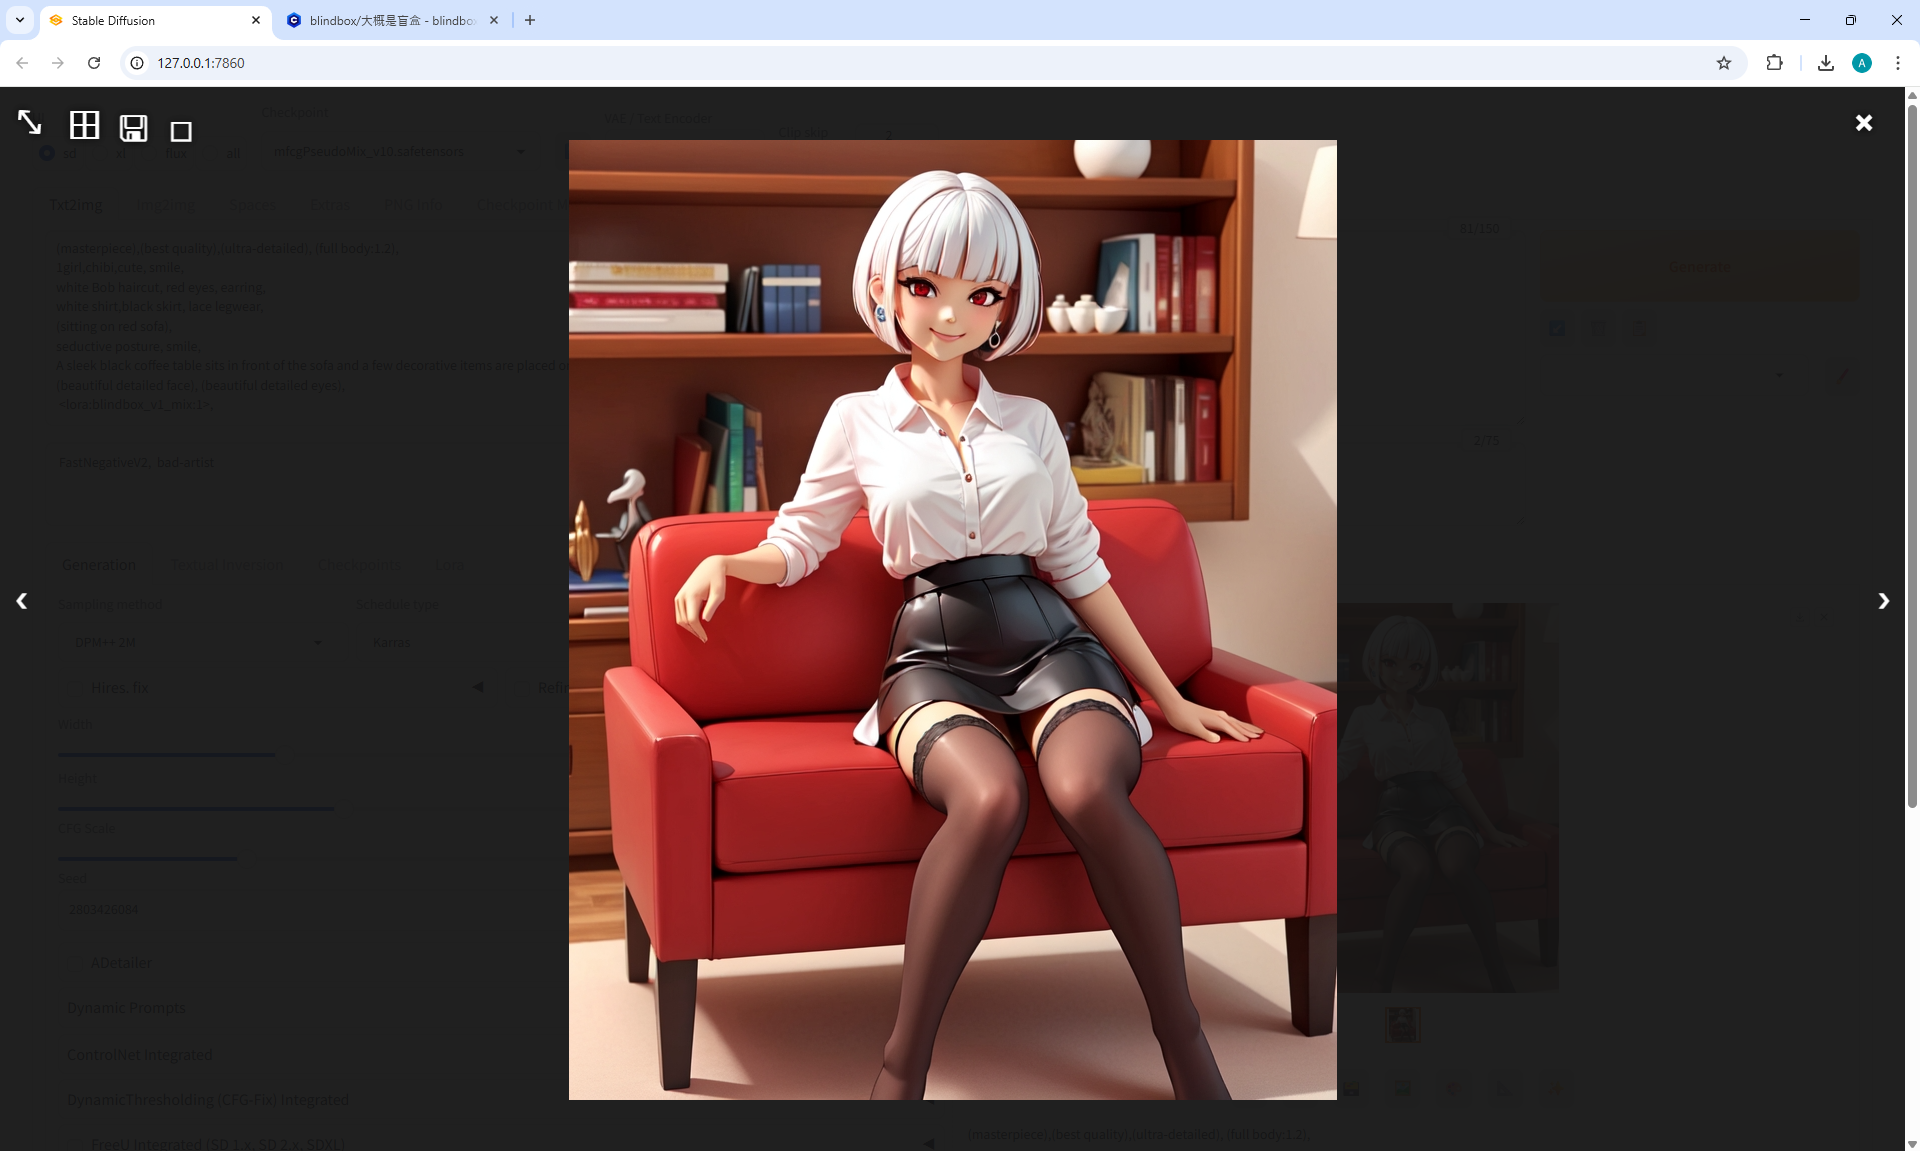 Stable Diffusion
blindbox/大概是盲盒 - blindbo
127.0.0.1:7860
A
Checkpoint
VAE / Text Encoder
Clip skip
2
sd
xl
flux
all
mfcgPseudoMix_v10.safetensors
Txt2img
Img2img
Spaces
Extras
PNG Info
Checkpoint M
(masterpiece),(best quality),(ultra-detailed), (full body:1.2),
1girl,chibi,cute, smile,
white Bob haircut, red eyes, earring,
white shirt,black skirt, lace legwear,
(sitting on red sofa),
seductive posture, smile,
A sleek black coffee table sits in front of the sofa and a few decorative items are placed o
(beautiful detailed face), (beautiful detailed eyes),
<lora:blindbox_v1_mix:1>,
81/150
Generate
FastNegativeV2, bad-artist
2/75
Generation
Textual Inversion
Checkpoints
Lora
Sampling method
Schedule type
DPM++ 2M
Karras
Hires. fix
Refin
Width
Height
CFG Scale
Seed
2803426084
ADetailer
Dynamic Prompts
ControlNet Integrated
DynamicThresholding (CFG-Fix) Integrated
FreeU Integrated (SD 1.x, SD 2.x, SDXL)
(masterpiece),(best quality),(ultra-detailed), (full body:1.2),